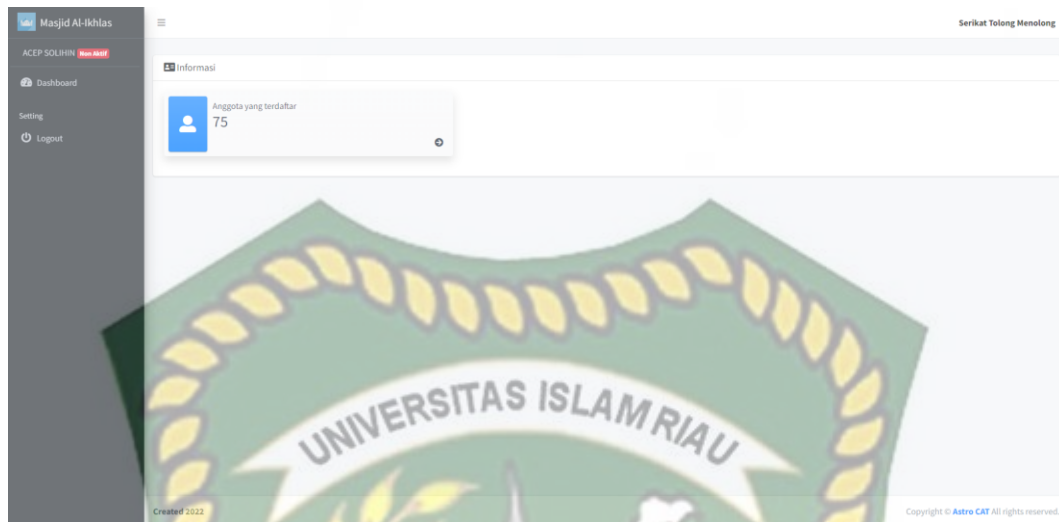 Masjid Al-Ikhlas
Serikat Tolong Menolong
ACEP SOLIHIN Non Aktif
Informasi
Dashboard
Anggota yang terdaftar
75
Setting
Logout
UNIVERSITAS ISLAM RIAU
Created 2022
Copyright © Astro CAT All rights reserved.